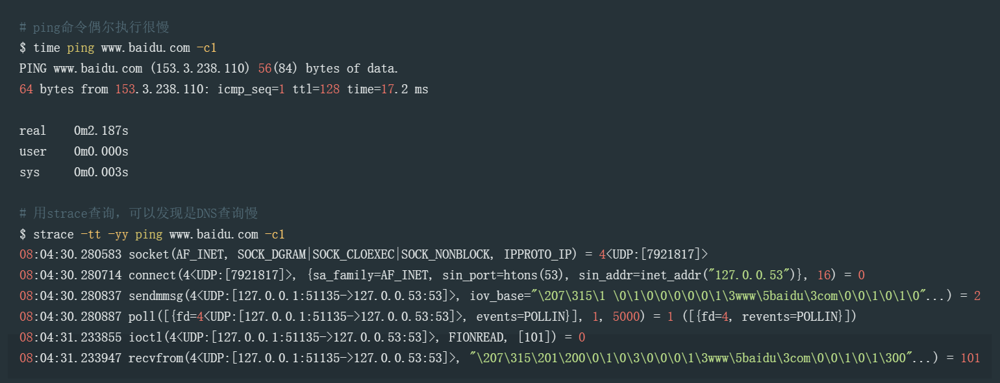 # ping命令偶尔执行很慢
$ time ping www.baidu.com -c1
PING www.baidu.com (153.3.238.110) 56(84) bytes of data.
64 bytes from 153.3.238.110: icmp_seq=1 ttl=128 time=17.2 ms
real 0m2.187s
user 0m0.000s
sys 0m0.003s
# 用strace查询，可以发现是DNS查询慢
$ strace -tt -yy ping www.baidu.com -c1
08:04:30.280583 socket(AF_INET, SOCK_DGRAM|SOCK_CLOEXEC|SOCK_NONBLOCK, IPPROTO_IP) = 4<UDP:[7921817]>
08:04:30.280714 connect(4<UDP:[7921817]>, {sa_family=AF_INET, sin_port=htons(53), sin_addr=inet_addr("127.0.0.53")}, 16) = 0
08:04:30.280837 sendmmsg(4<UDP:[127.0.0.1:51135->127.0.0.53:53]>, iov_base="\207\315\1 \0\1\0\0\0\0\0\1\3www\5baidu\3com\0\0\1\0\1\0"...) = 2
08:04:30.280887 poll([{fd=4<UDP:[127.0.0.1:51135->127.0.0.53:53]>, events=POLLIN}], 1, 5000) = 1 ([{fd=4, revents=POLLIN}])
08:04:31.233855 ioctl(4<UDP:[127.0.0.1:51135->127.0.0.53:53]>, FIONREAD, [101]) = 0
08:04:31.233947 recvfrom(4<UDP:[127.0.0.1:51135->127.0.0.53:53]>, "\207\315\201\200\0\1\0\3\0\0\0\1\3www\5baidu\3com\0\0\1\0\1\300"...) = 101